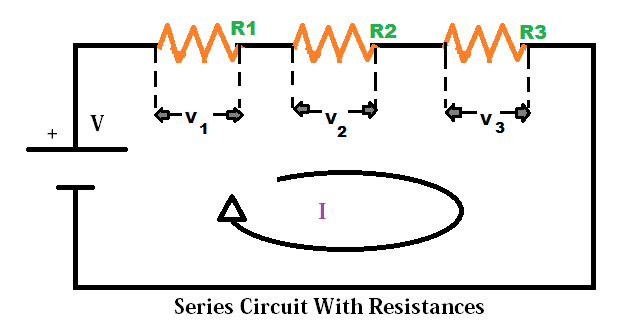 R1
R2
R3
V1
V2
V3
+
V
I
Series Circuit With Resistances